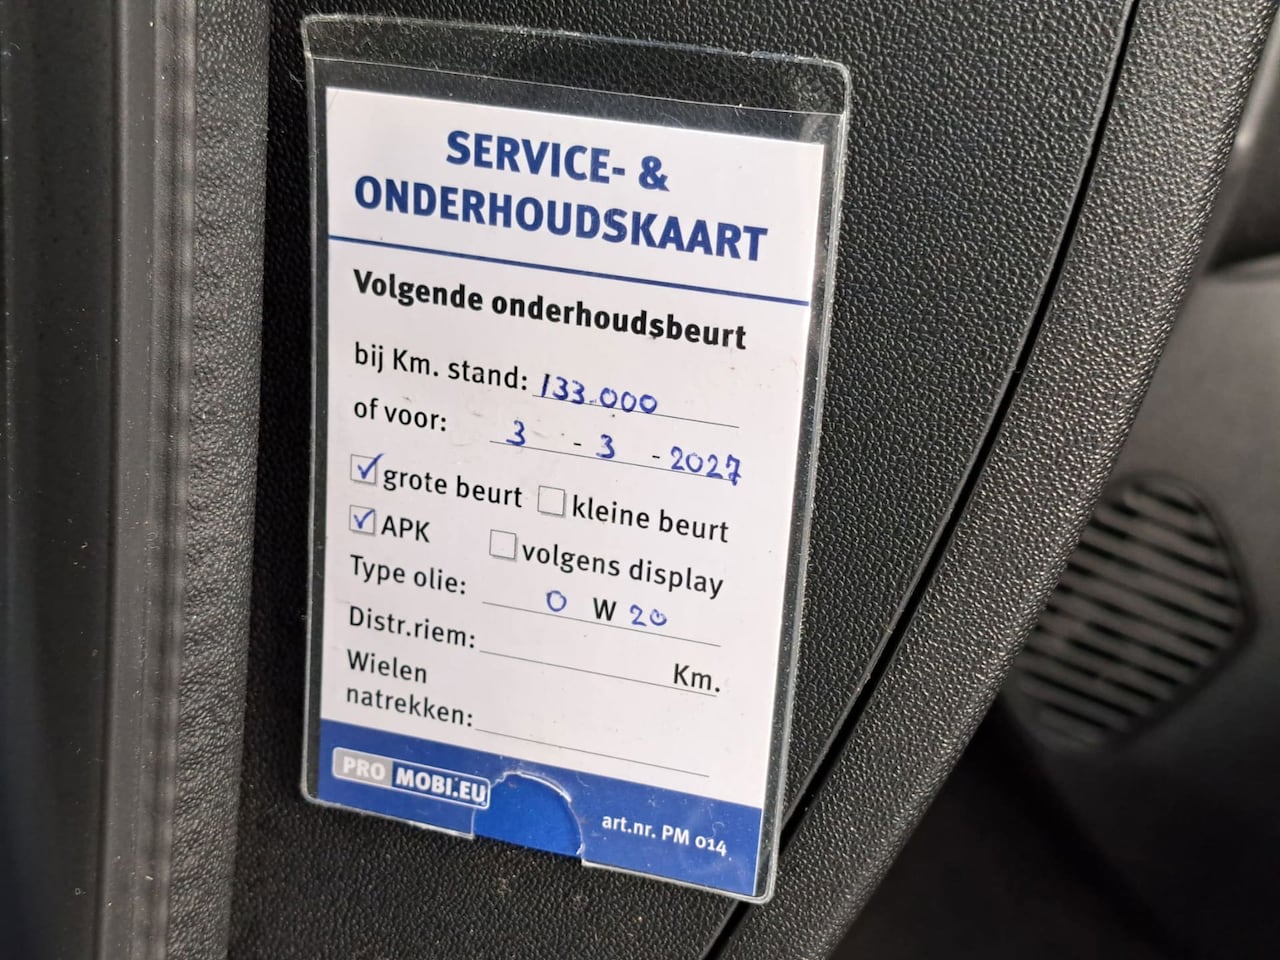 SERVICE- &
ONDERHOUDSKAART
Volgende onderhoudsbeurt
bij Km. stand: 133.000
of voor: 3 - 3 - 2027
grote beurt kleine beurt
APK volgens display
Type olie: 0 W 20
Distr.riem: Km.
Wielen
natrekken:
PRO MOBI.EU
art.nr. PM 014